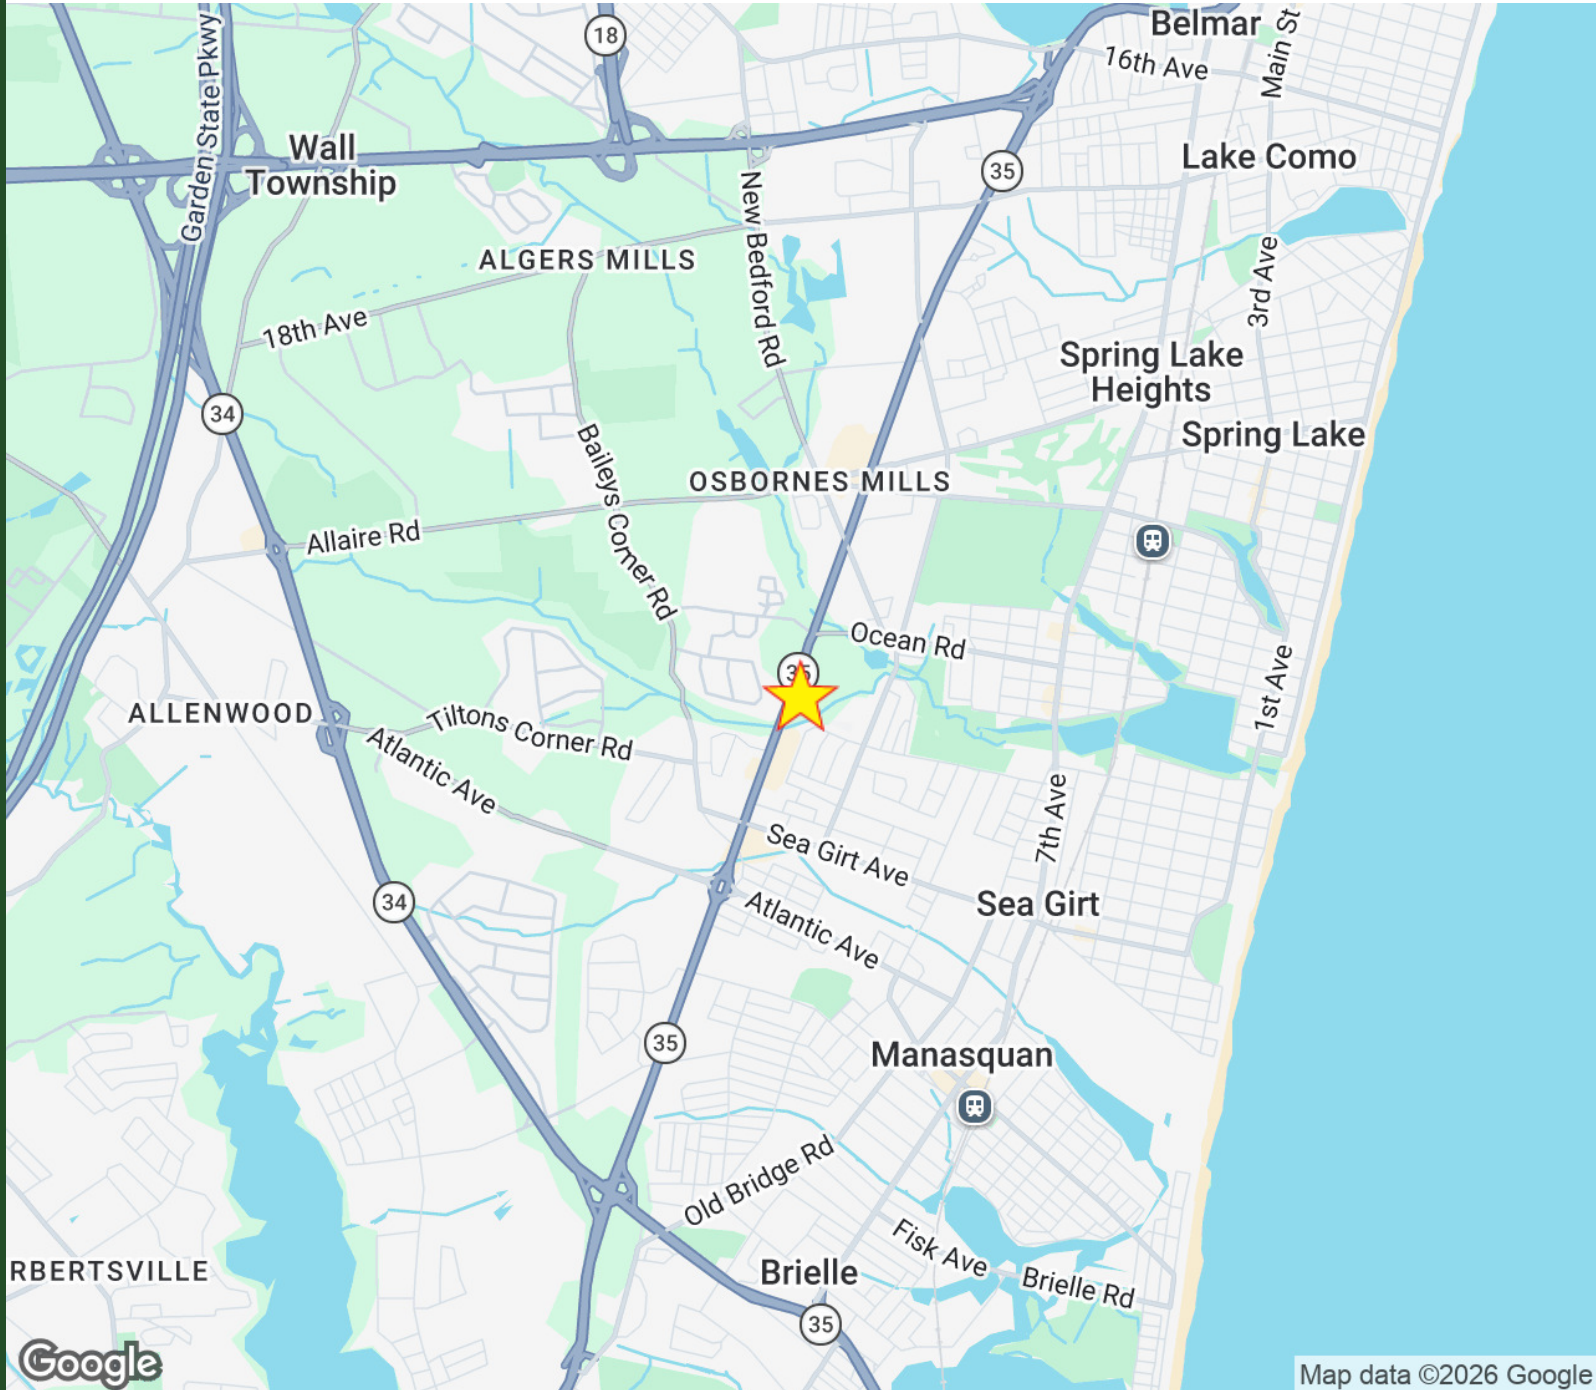 Belmar
16th Ave
Main St
18
Garden State Pkwy
Wall
Township
Lake Como
35
New Bedford Rd
ALGERS MILLS
3rd Ave
18th Ave
Spring Lake
Heights
34
Spring Lake
Baileys Corner Rd
OSBORNES MILLS
Allaire Rd
Ocean Rd
35
1st Ave
ALLENWOOD
Tiltons Corner Rd
Atlantic Ave
7th Ave
Sea Girt Ave
34
Sea Girt
Atlantic Ave
35
Manasquan
Old Bridge Rd
Fisk Ave
RBERTSVILLE
Brielle
Brielle Rd
35
Google
Map data ©2026 Google